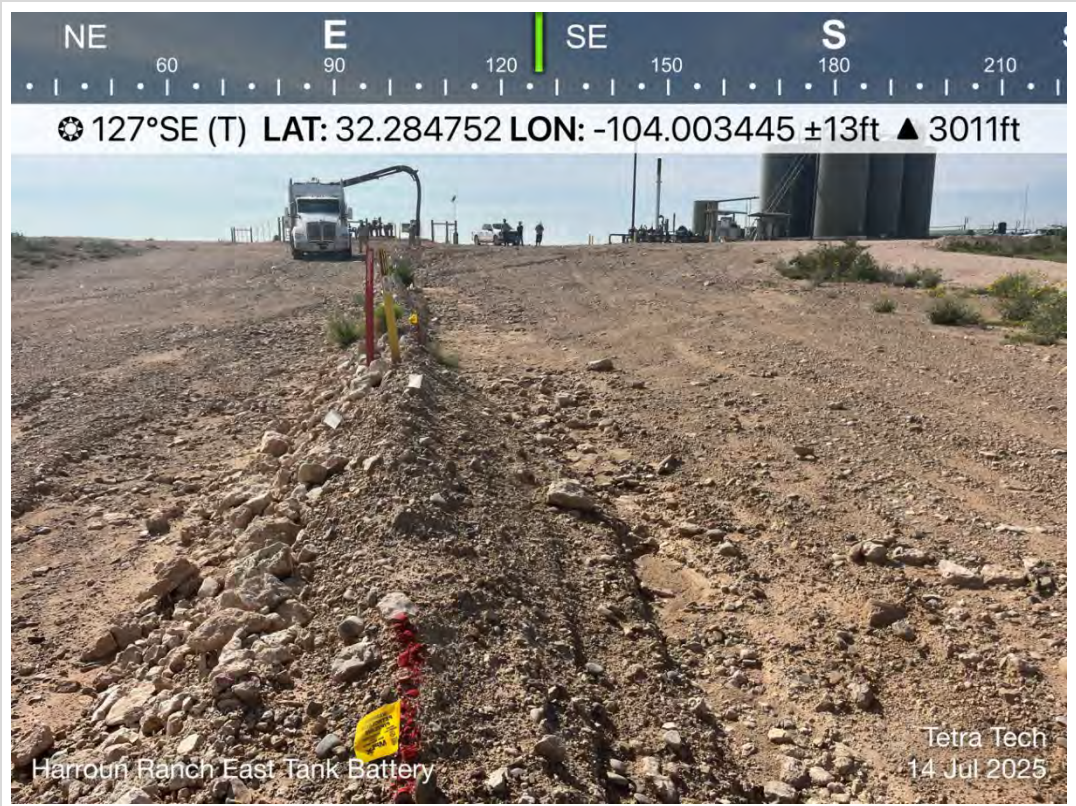 NE E SE S
60 90 120 150 180 210
127°SE (T) LAT: 32.284752 LON: -104.003445 ±13ft ▲ 3011ft
Tetra Tech
Harroun Ranch East Tank Battery 14 Jul 2025